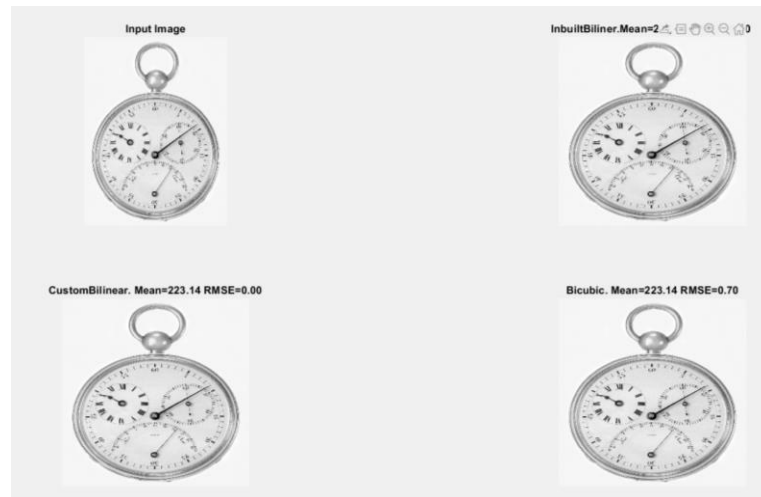 Input Image
InbuiltBiliner.Mean=2 0
CustomBilinear. Mean=223.14 RMSE=0.00
Bicubic. Mean=223.14 RMSE=0.70